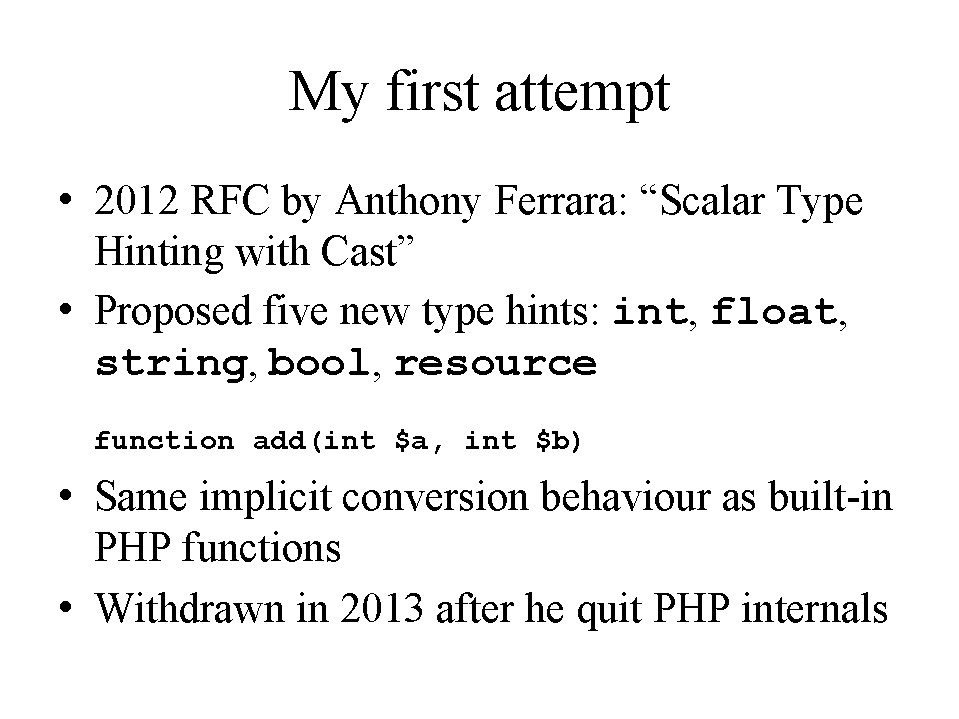 My first attempt
• 2012 RFC by Anthony Ferrara: “Scalar Type
Hinting with Cast”
• Proposed five new type hints: int, float,
string, bool, resource
function add(int $a, int $b)
• Same implicit conversion behaviour as built-in
PHP functions
• Withdrawn in 2013 after he quit PHP internals